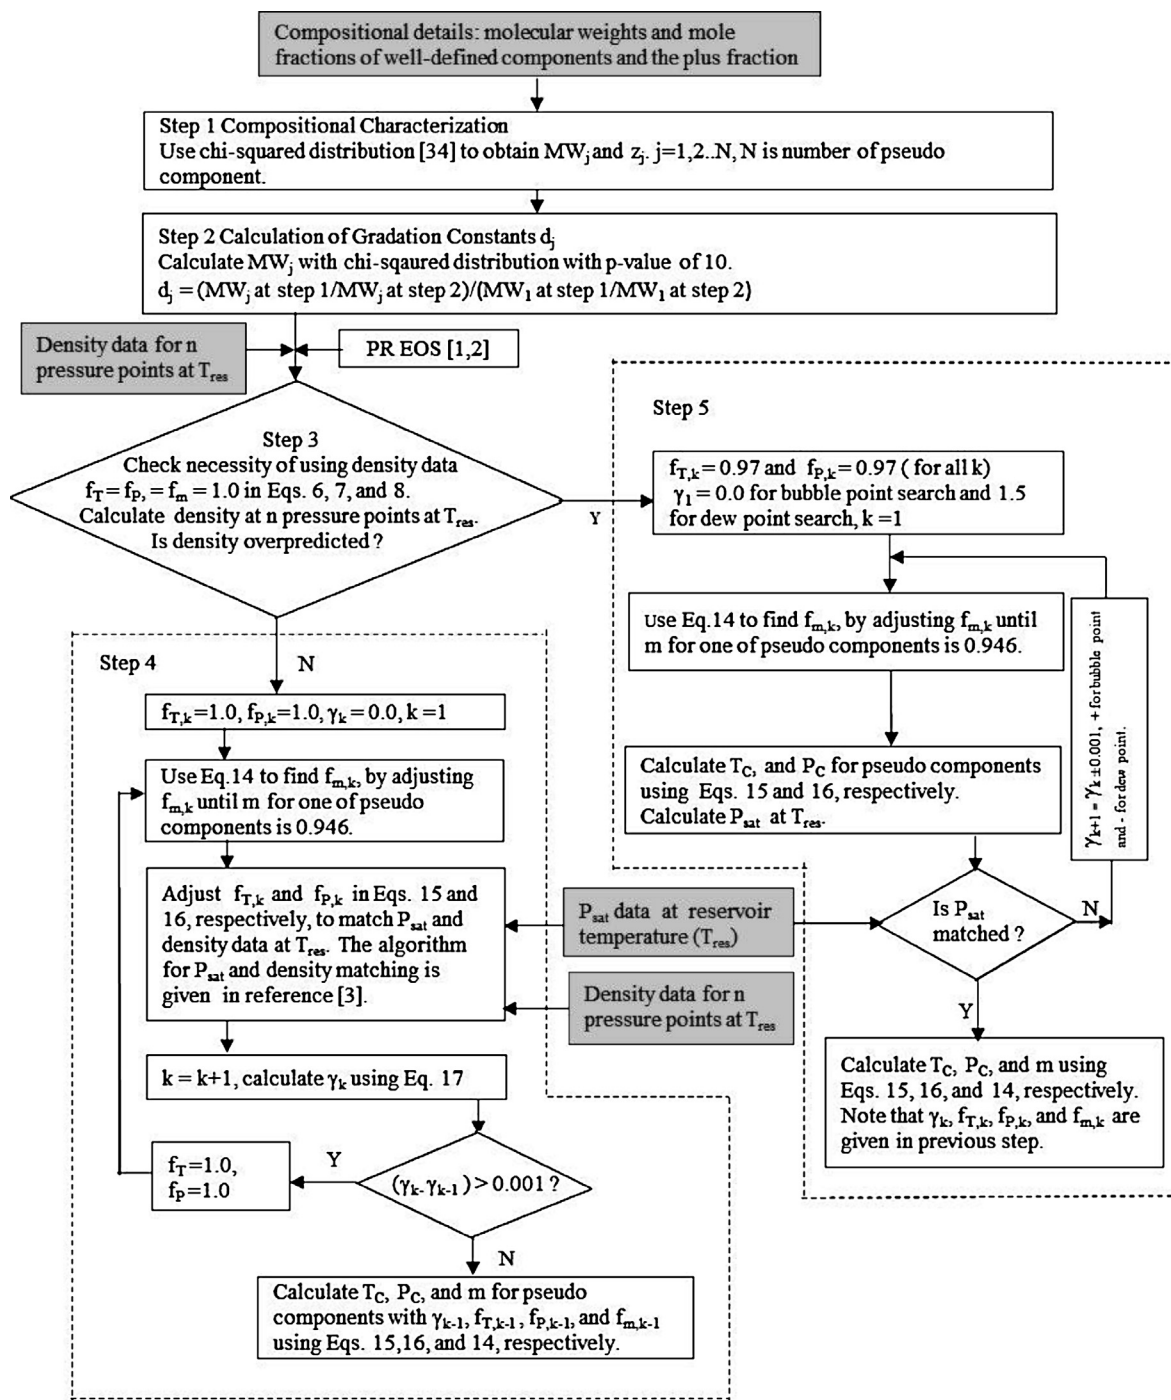 Compositional details: molecular weights and mole
fractions of well-defined components and the plus fraction
Step 1 Compositional Characterization
Use chi-squared distribution [34] to obtain MWj and zj. j=1,2..N, N is number of pseudo
component.
Step 2 Calculation of Gradation Constants dj
Calculate MWj with chi-sqaured distribution with p-value of 10.
dj = (MWj at step 1/MWj at step 2)/(MW1 at step 1/MW1 at step 2)
Density data for n
pressure points at Tres
PR EOS [1,2]
Step 3
Check necessity of using density data
fT = fP, = fm = 1.0 in Eqs. 6, 7, and 8.
Calculate density at n pressure points at Tres.
Is density overpredicted ?
Y
N
Step 4
fT,k=1.0, fP,k=1.0, γk=0.0, k =1
Use Eq.14 to find fm,k, by adjusting
fm,k until m for one of pseudo
components is 0.946.
Adjust fT,k and fP,k in Eqs. 15 and
16, respectively, to match Psat and
density data at Tres. The algorithm
for Psat and density matching is
given in reference [3].
k = k+1, calculate γk using Eq. 17
(γk-γk-1) > 0.001 ?
Y
fT=1.0,
fP=1.0
N
Calculate TC, PC, and m for pseudo
components with γk-1, fT,k-1, fP,k-1, and fm,k-1
using Eqs. 15,16, and 14, respectively.
Psat data at reservoir
temperature (Tres)
Density data for n
pressure points at Tres
Step 5
fT,k = 0.97 and fP,k = 0.97 ( for all k)
γ1 = 0.0 for bubble point search and 1.5
for dew point search, k =1
Use Eq.14 to find fm,k, by adjusting fm,k until
m for one of pseudo components is 0.946.
Calculate TC, and PC for pseudo components
using Eqs. 15 and 16, respectively.
Calculate Psat at Tres.
Is Psat
matched ?
N
γk+1 = γk ± 0.001, + for bubble point
and - for dew point.
Y
Calculate TC, PC, and m using
Eqs. 15, 16, and 14, respectively.
Note that γk, fT,k, fP,k, and fm,k are
given in previous step.